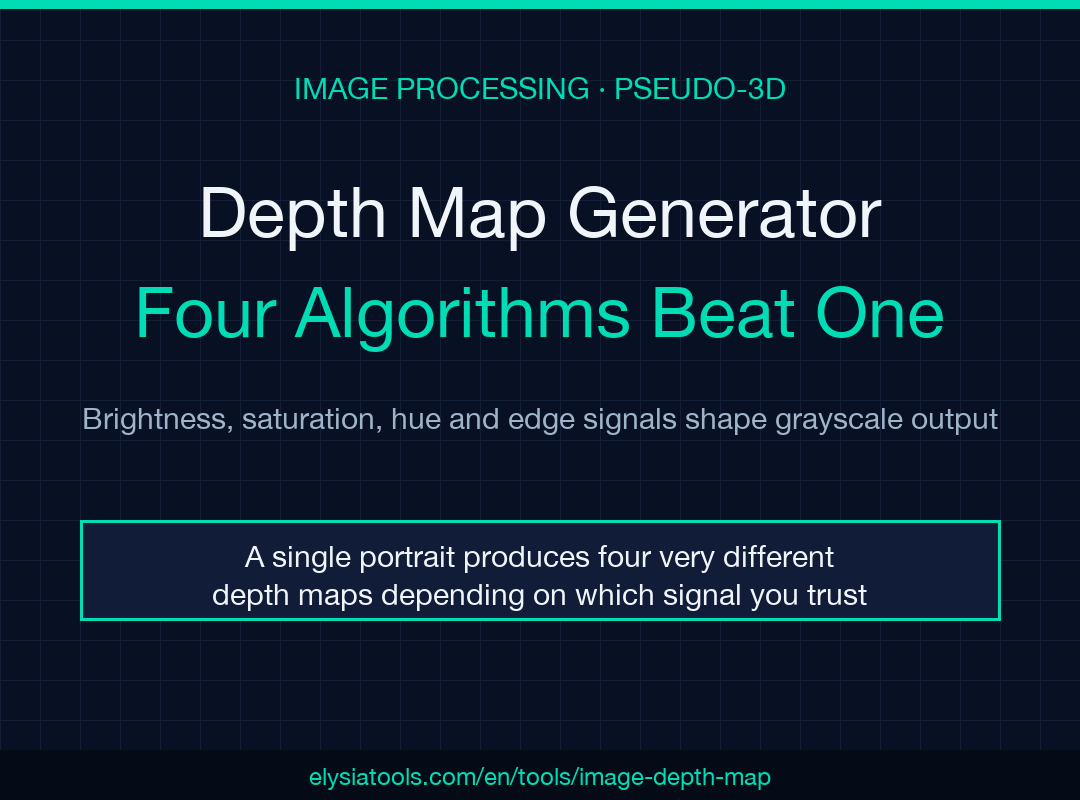 IMAGE PROCESSING · PSEUDO-3D
Depth Map Generator
Four Algorithms Beat One
Brightness, saturation, hue and edge signals shape grayscale output
A single portrait produces four very different
depth maps depending on which signal you trust
elysiatools.com/en/tools/image-depth-map